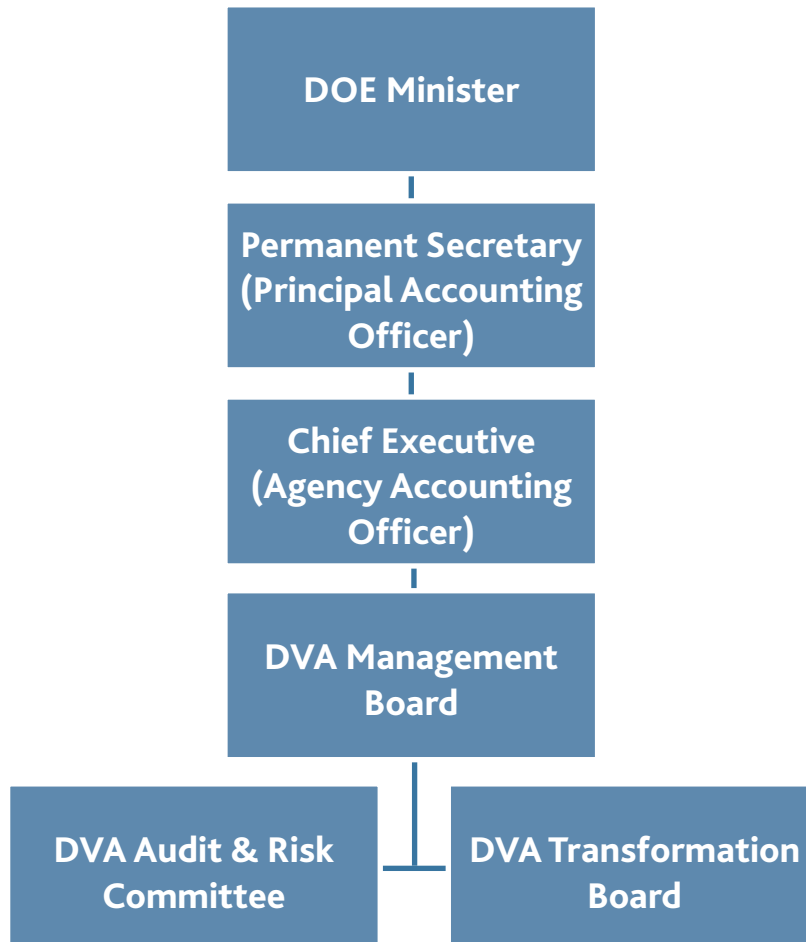 DOE Minister
Permanent Secretary
(Principal Accounting
Officer)
Chief Executive
(Agency Accounting
Officer)
DVA Management
Board
DVA Audit & Risk
Committee
DVA Transformation
Board